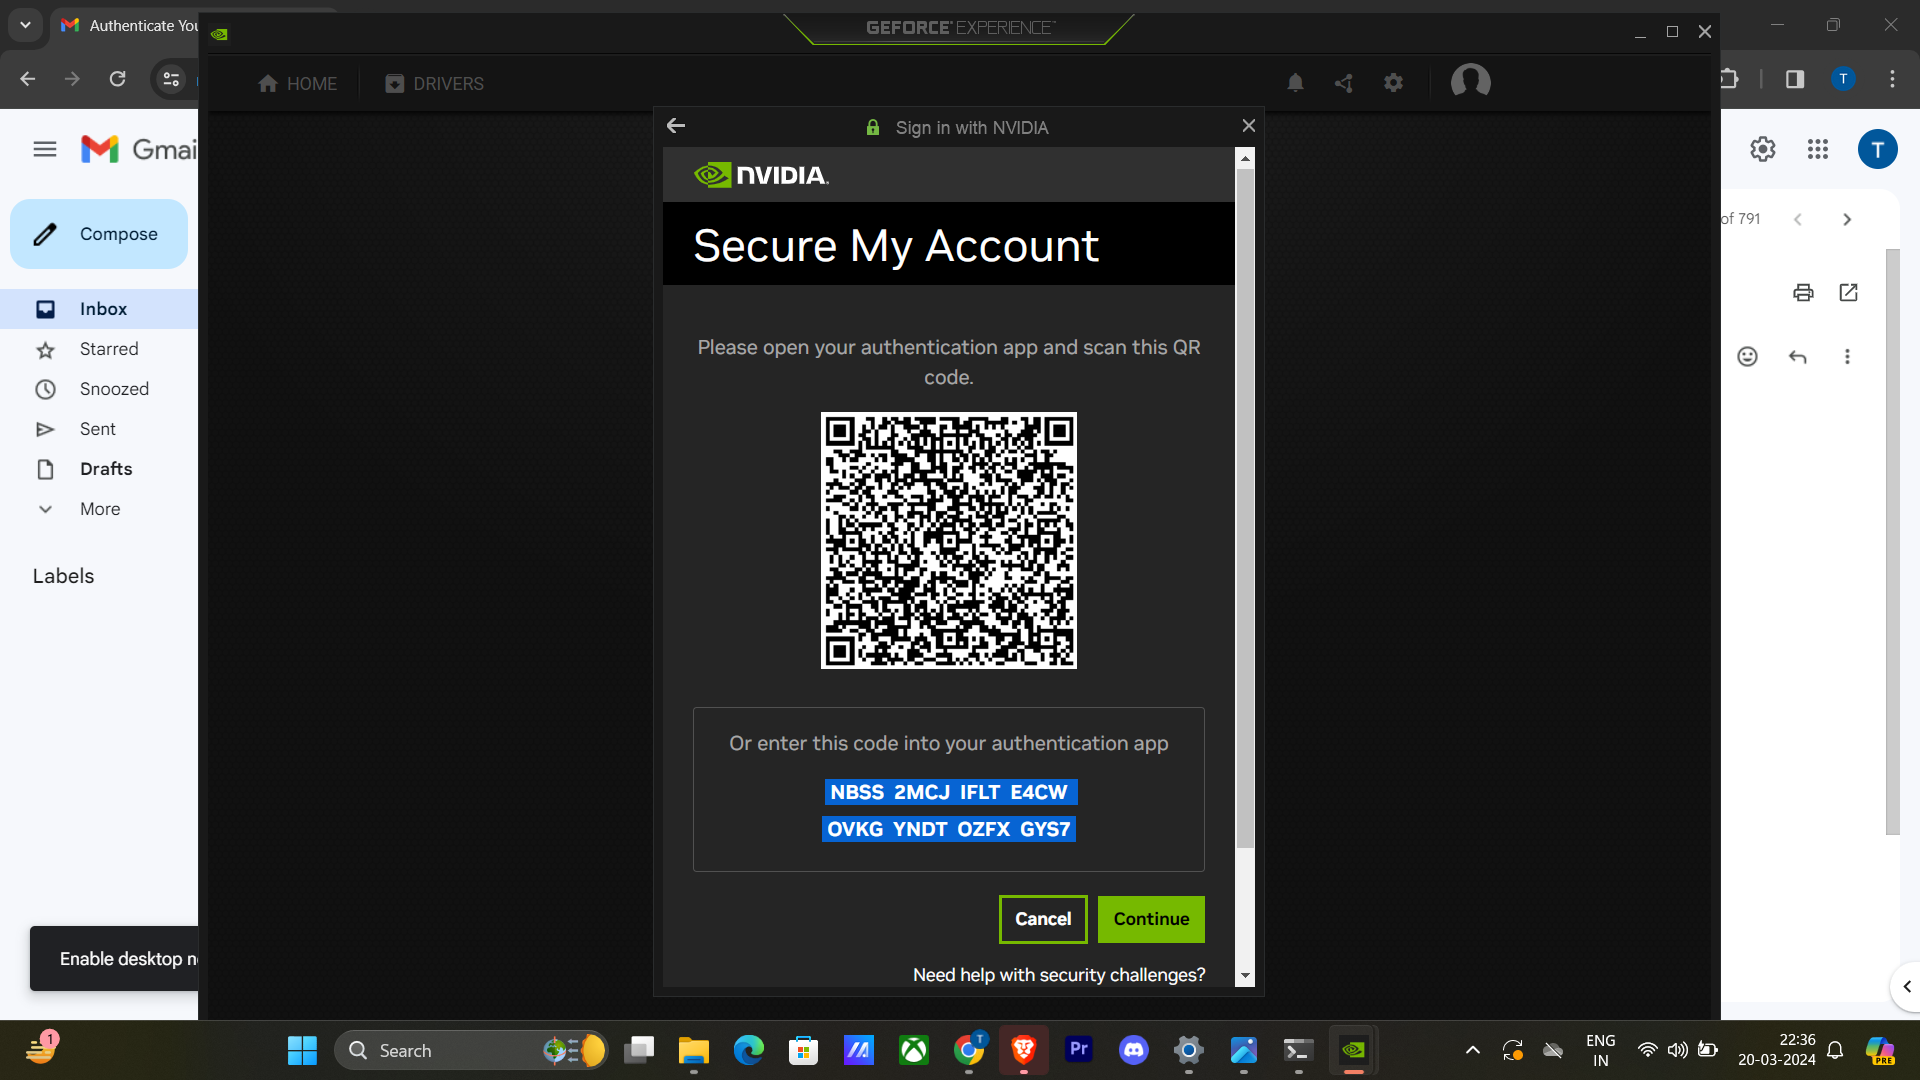 Authenticate You
GEFORCE EXPERIENCE
HOME
DRIVERS
T
Sign in with NVIDIA
Gmai
T
NVIDIA
Compose
of 791
Secure My Account
Inbox
Starred
Snoozed
Sent
Drafts
More
Labels
Please open your authentication app and scan this QR
code.
Or enter this code into your authentication app
NBSS 2MCJ IFLT E4CW
OVKG YNDT OZFX GYS7
Cancel
Continue
Enable desktop n
Need help with security challenges?
1
Search
T
Pr
ENG
IN
22:36
20-03-2024
PRE